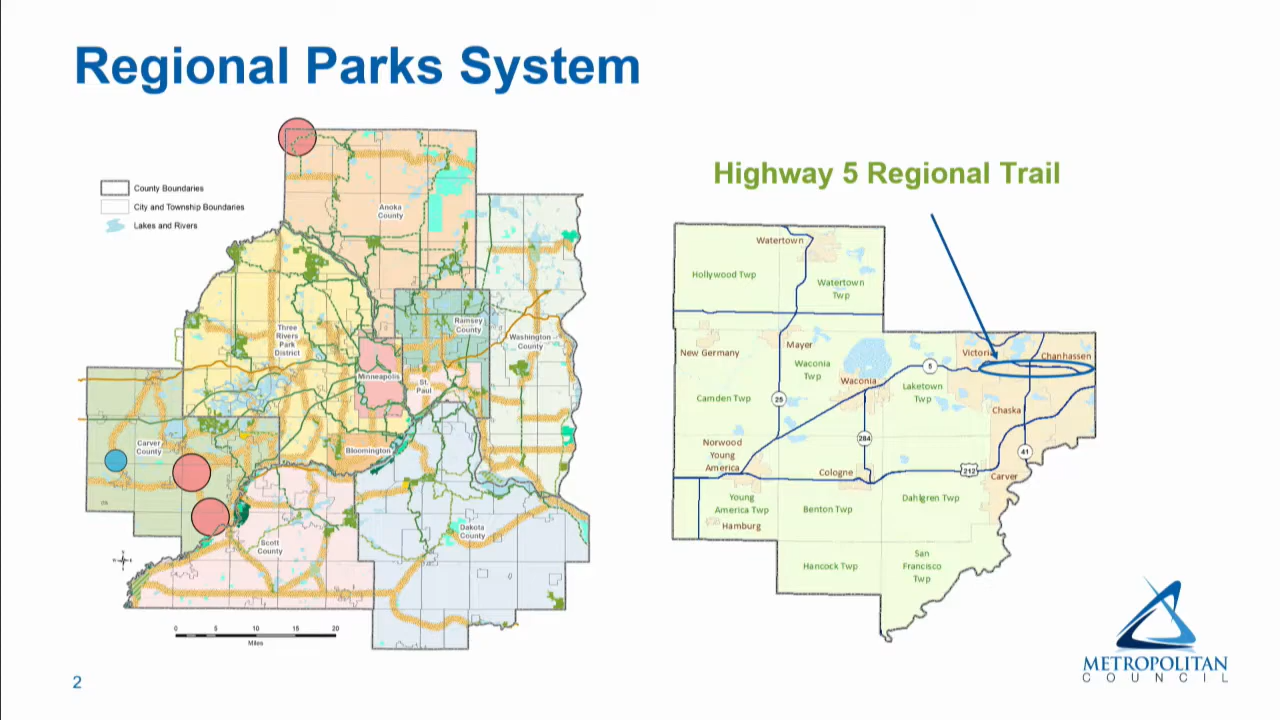 Regional Parks System
County Boundaries
City and Township Boundaries
Lakes and Rivers
Anoka
County
Three
Rivers
Park
District
Ramsey
County
Washington
County
Minneapolis
St.
Paul
Carver
County
Bloomington
Scott
County
Dakota
County
0 5 10 15 20
Miles
Highway 5 Regional Trail
Watertown
Hollywood Twp
Watertown
Twp
New Germany
Mayer
Waconia
Twp
Victoria
Chanhassen
5
Waconia
Laketown
Twp
Camden Twp
25
Chaska
Norwood
Young
America
284
41
Cologne
212
Carver
Young
America Twp
Benton Twp
Dahlgren Twp
Hamburg
Hancock Twp
San
Francisco
Twp
METROPOLITAN
COUNCIL
2